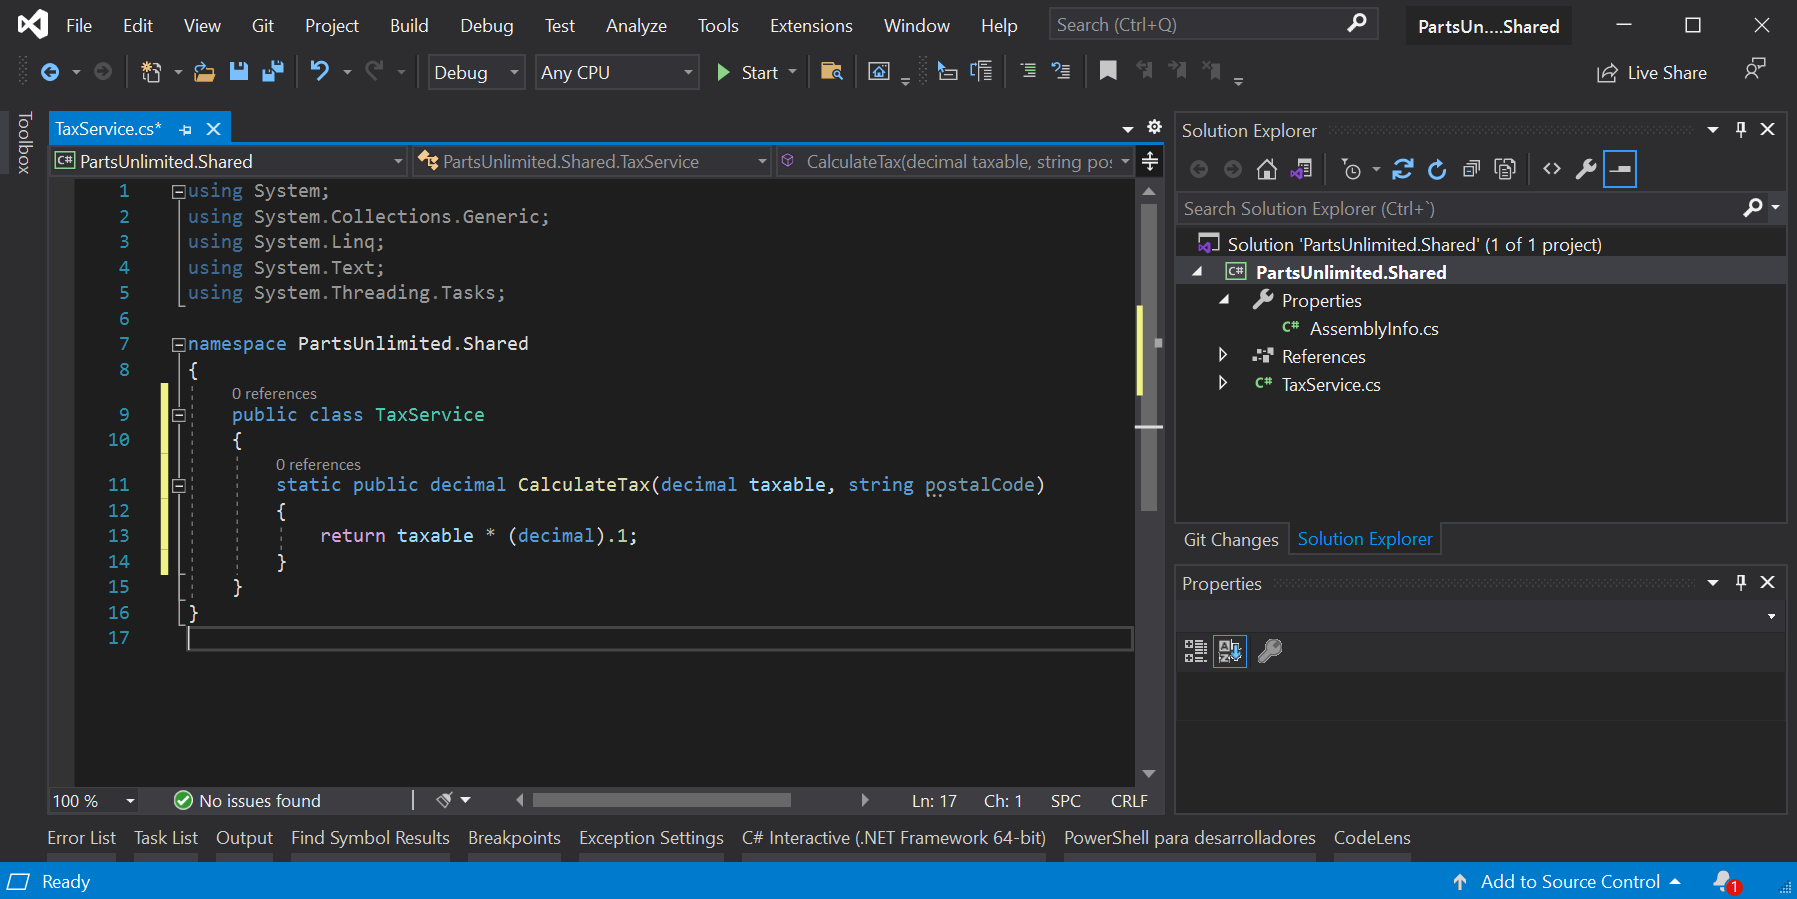 File Edit View Git Project Build Debug Test Analyze Tools Extensions Window Help Search (Ctrl+Q) PartsUn....Shared
Debug Any CPU Start Live Share
Toolbox
TaxService.cs*
PartsUnlimited.Shared PartsUnlimited.Shared.TaxService CalculateTax(decimal taxable, string pos
1 using System;
2 using System.Collections.Generic;
3 using System.Linq;
4 using System.Text;
5 using System.Threading.Tasks;
6
7 namespace PartsUnlimited.Shared
8 {
0 references
9 public class TaxService
10 {
0 references
11 static public decimal CalculateTax(decimal taxable, string postalCode)
12 {
13 return taxable * (decimal).1;
14 }
15 }
16 }
17
100 % No issues found Ln: 17 Ch: 1 SPC CRLF
Solution Explorer
Search Solution Explorer (Ctrl+`)
Solution 'PartsUnlimited.Shared' (1 of 1 project)
C# PartsUnlimited.Shared
Properties
C# AssemblyInfo.cs
References
C# TaxService.cs
Git Changes Solution Explorer
Properties
Error List Task List Output Find Symbol Results Breakpoints Exception Settings C# Interactive (.NET Framework 64-bit) PowerShell para desarrolladores CodeLens
Ready Add to Source Control 1